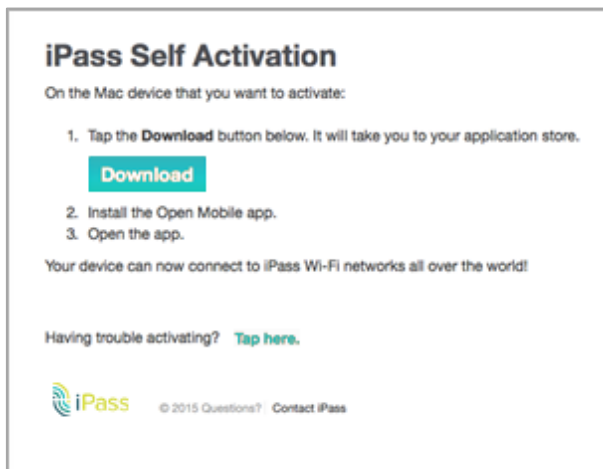 iPass Self Activation
On the Mac device that you want to activate:
1. Tap the Download button below. It will take you to your application store.
Download
2. Install the Open Mobile app.
3. Open the app.
Your device can now connect to iPass Wi-Fi networks all over the world!
Having trouble activating? Tap here.
iPass © 2015 Questions? Contact iPass